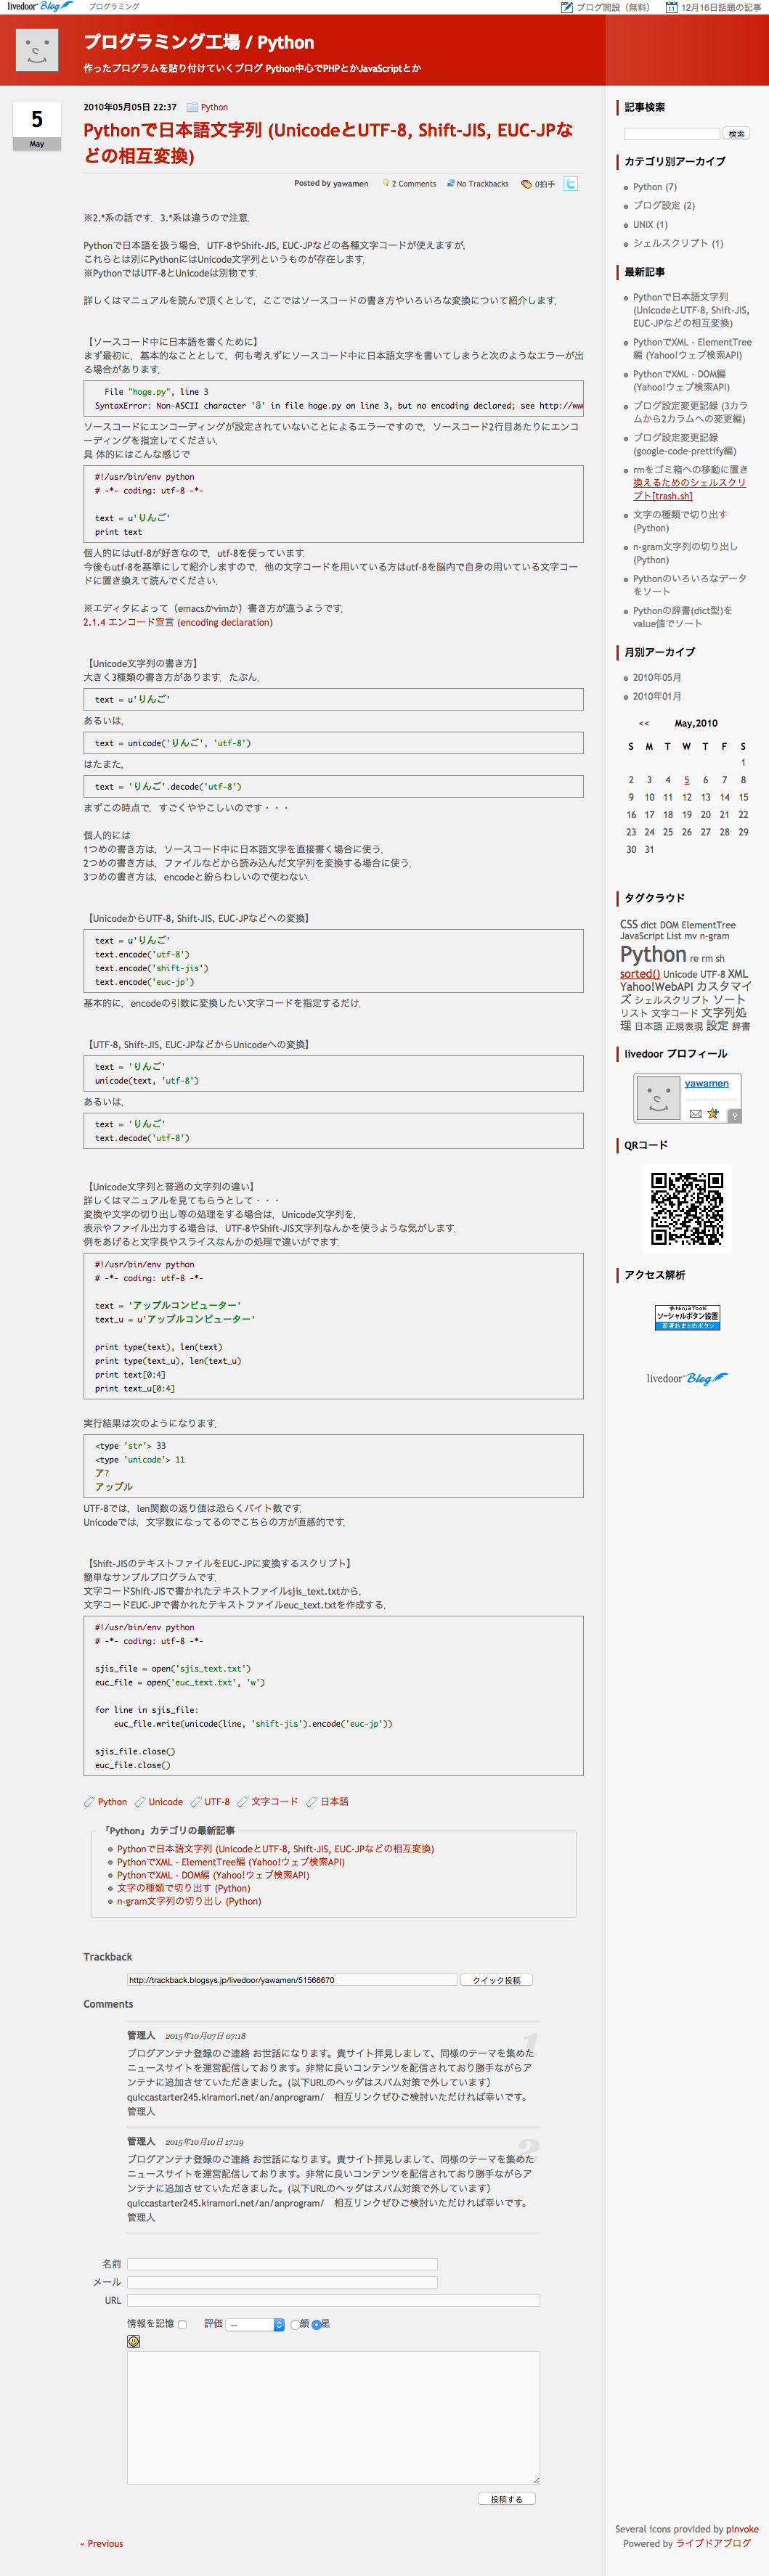 livedoor Blog プログラミング
ブログ開設（無料） 12月16日話題の記事
プログラミング工場 / Python
作ったプログラムを貼り付けていくブログ Python中心でPHPとかJavaScriptとか
5
May
2010年05月05日 22:37 Python
Pythonで日本語文字列 (UnicodeとUTF-8, Shift-JIS, EUC-JPな
どの相互変換)
Posted by yawamen 2 Comments No Trackbacks 0拍手
※2.*系の話です．3.*系は違うので注意．
Pythonで日本語を扱う場合，UTF-8やShift-JIS, EUC-JPなどの各種文字コードが使えますが，
これらとは別にPythonにはUnicode文字列というものが存在します．
※PythonではUTF-8とUnicodeは別物です．
詳しくはマニュアルを読んで頂くとして，ここではソースコードの書き方やいろいろな変換について紹介します．
【ソースコード中に日本語を書くために】
まず最初に，基本的なこととして，何も考えずにソースコード中に日本語文字を書いてしまうと次のようなエラーが出
る場合があります．
File "hoge.py", line 3
SyntaxError: Non-ASCII character 'ã' in file hoge.py on line 3, but no encoding declared; see http://www
ソースコードにエンコーディングが設定されていないことによるエラーですので，ソースコード2行目あたりにエンコ
ーディングを指定してください．
具 体的にはこんな感じで
#!/usr/bin/env python
# -*- coding: utf-8 -*-
text = u'りんご'
print text
個人的にはutf-8が好きなので，utf-8を使っています．
今後もutf-8を基準にして紹介しますので，他の文字コードを用いている方はutf-8を脳内で自身の用いている文字コー
ドに置き換えて読んでください．
※エディタによって（emacsかvimか）書き方が違うようです．
2.1.4 エンコード宣言 (encoding declaration)
【Unicode文字列の書き方】
大きく3種類の書き方があります．たぶん．
text = u'りんご'
あるいは，
text = unicode('りんご', 'utf-8')
はたまた，
text = 'りんご'.decode('utf-8')
まずこの時点で，すごくややこしいのです・・・
個人的には
1つめの書き方は，ソースコード中に日本語文字を直接書く場合に使う．
2つめの書き方は，ファイルなどから読み込んだ文字列を変換する場合に使う．
3つめの書き方は，encodeと紛らわしいので使わない．
【UnicodeからUTF-8, Shift-JIS, EUC-JPなどへの変換】
text = u'りんご'
text.encode('utf-8')
text.encode('shift-jis')
text.encode('euc-jp')
基本的に，encodeの引数に変換したい文字コードを指定するだけ．
【UTF-8, Shift-JIS, EUC-JPなどからUnicodeへの変換】
text = 'りんご'
unicode(text, 'utf-8')
あるいは，
text = 'りんご'
text.decode('utf-8')
【Unicode文字列と普通の文字列の違い】
詳しくはマニュアルを見てもらうとして・・・
変換や文字の切り出し等の処理をする場合は，Unicode文字列を，
表示やファイル出力する場合は，UTF-8やShift-JIS文字列なんかを使うような気がします．
例をあげると文字長やスライスなんかの処理で違いがでます．
#!/usr/bin/env python
# -*- coding: utf-8 -*-
text = 'アップルコンピューター'
text_u = u'アップルコンピューター'
print type(text), len(text)
print type(text_u), len(text_u)
print text[0:4]
print text_u[0:4]
実行結果は次のようになります．
<type 'str'> 33
<type 'unicode'> 11
ア?
アップル
UTF-8では，len関数の返り値は恐らくバイト数です．
Unicodeでは，文字数になってるのでこちらの方が直感的です．
【Shift-JISのテキストファイルをEUC-JPに変換するスクリプト】
簡単なサンプルプログラムです．
文字コードShift-JISで書かれたテキストファイルsjis_text.txtから，
文字コードEUC-JPで書かれたテキストファイルeuc_text.txtを作成する．
#!/usr/bin/env python
# -*- coding: utf-8 -*-
sjis_file = open('sjis_text.txt')
euc_file = open('euc_text.txt', 'w')
for line in sjis_file:
euc_file.write(unicode(line, 'shift-jis').encode('euc-jp'))
sjis_file.close()
euc_file.close()
Python Unicode UTF-8 文字コード 日本語
「Python」カテゴリの最新記事
Pythonで日本語文字列 (UnicodeとUTF-8, Shift-JIS, EUC-JPなどの相互変換)
PythonでXML - ElementTree編 (Yahoo!ウェブ検索API)
PythonでXML - DOM編 (Yahoo!ウェブ検索API)
文字の種類で切り出す (Python)
n-gram文字列の切り出し (Python)
Trackback
http://trackback.blogsys.jp/livedoor/yawamen/51566670 クイック投稿
Comments
1
管理人 2015年10月07日 07:18
ブログアンテナ登録のご連絡 お世話になります。貴サイト拝見しまして、同様のテーマを集めた
ニュースサイトを運営配信しております。非常に良いコンテンツを配信されており勝手ながらア
ンテナに追加させていただきました。(以下URLのヘッダはスパム対策で外しています)
quiccastarter245.kiramori.net/an/anprogram/ 相互リンクぜひご検討いただければ幸いです。
管理人
2
管理人 2015年10月10日 17:19
ブログアンテナ登録のご連絡 お世話になります。貴サイト拝見しまして、同様のテーマを集めた
ニュースサイトを運営配信しております。非常に良いコンテンツを配信されており勝手ながらア
ンテナに追加させていただきました。(以下URLのヘッダはスパム対策で外しています)
quiccastarter245.kiramori.net/an/anprogram/ 相互リンクぜひご検討いただければ幸いです。
管理人
名前
メール
URL
情報を記憶 評価 -- 顔 星
投稿する
« Previous
記事検索
検索
カテゴリ別アーカイブ
Python (7)
ブログ設定 (2)
UNIX (1)
シェルスクリプト (1)
最新記事
Pythonで日本語文字列
(UnicodeとUTF-8, Shift-JIS,
EUC-JPなどの相互変換)
PythonでXML - ElementTree
編 (Yahoo!ウェブ検索API)
PythonでXML - DOM編
(Yahoo!ウェブ検索API)
ブログ設定変更記録 (3カラ
ムから2カラムへの変更編)
ブログ設定変更記録
(google-code-prettify編)
rmをゴミ箱への移動に置き
換えるためのシェルスクリ
プト[trash.sh]
文字の種類で切り出す
(Python)
n-gram文字列の切り出し
(Python)
Pythonのいろいろなデータ
をソート
Pythonの辞書(dict型)を
value値でソート
月別アーカイブ
2010年05月
2010年01月
<< May,2010
S M T W T F S
1
2 3 4 5 6 7 8
9 10 11 12 13 14 15
16 17 18 19 20 21 22
23 24 25 26 27 28 29
30 31
タグクラウド
CSS dict DOM ElementTree
JavaScript List mv n-gram
Python re rm sh
sorted() Unicode UTF-8 XML
Yahoo!WebAPI カスタマイ
ズ シェルスクリプト ソート
リスト 文字コード 文字列処
理 日本語 正規表現 設定 辞書
livedoor プロフィール
yawamen
?
QRコード
アクセス解析
Ninja Tools
ソーシャルボタン設置
忍者おまとめボタン
livedoor Blog
Several icons provided by pinvoke
Powered by ライブドアブログ